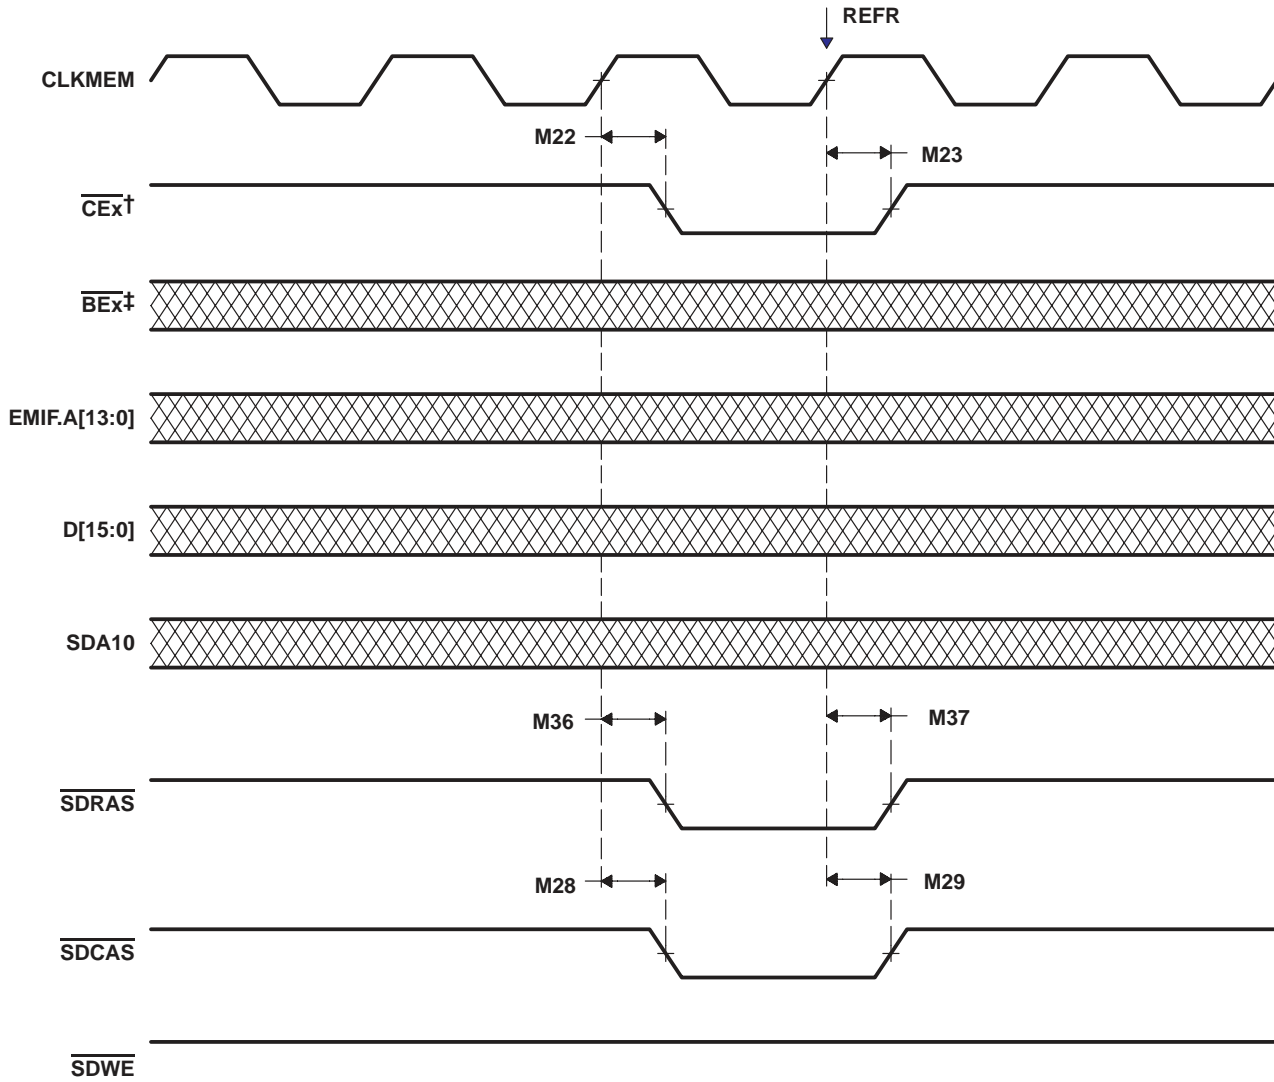 REFR
CLKMEM
M22
M23
CEx†
BEx‡
EMIF.A[13:0]
D[15:0]
SDA10
M36
M37
SDRAS
M28
M29
SDCAS
SDWE